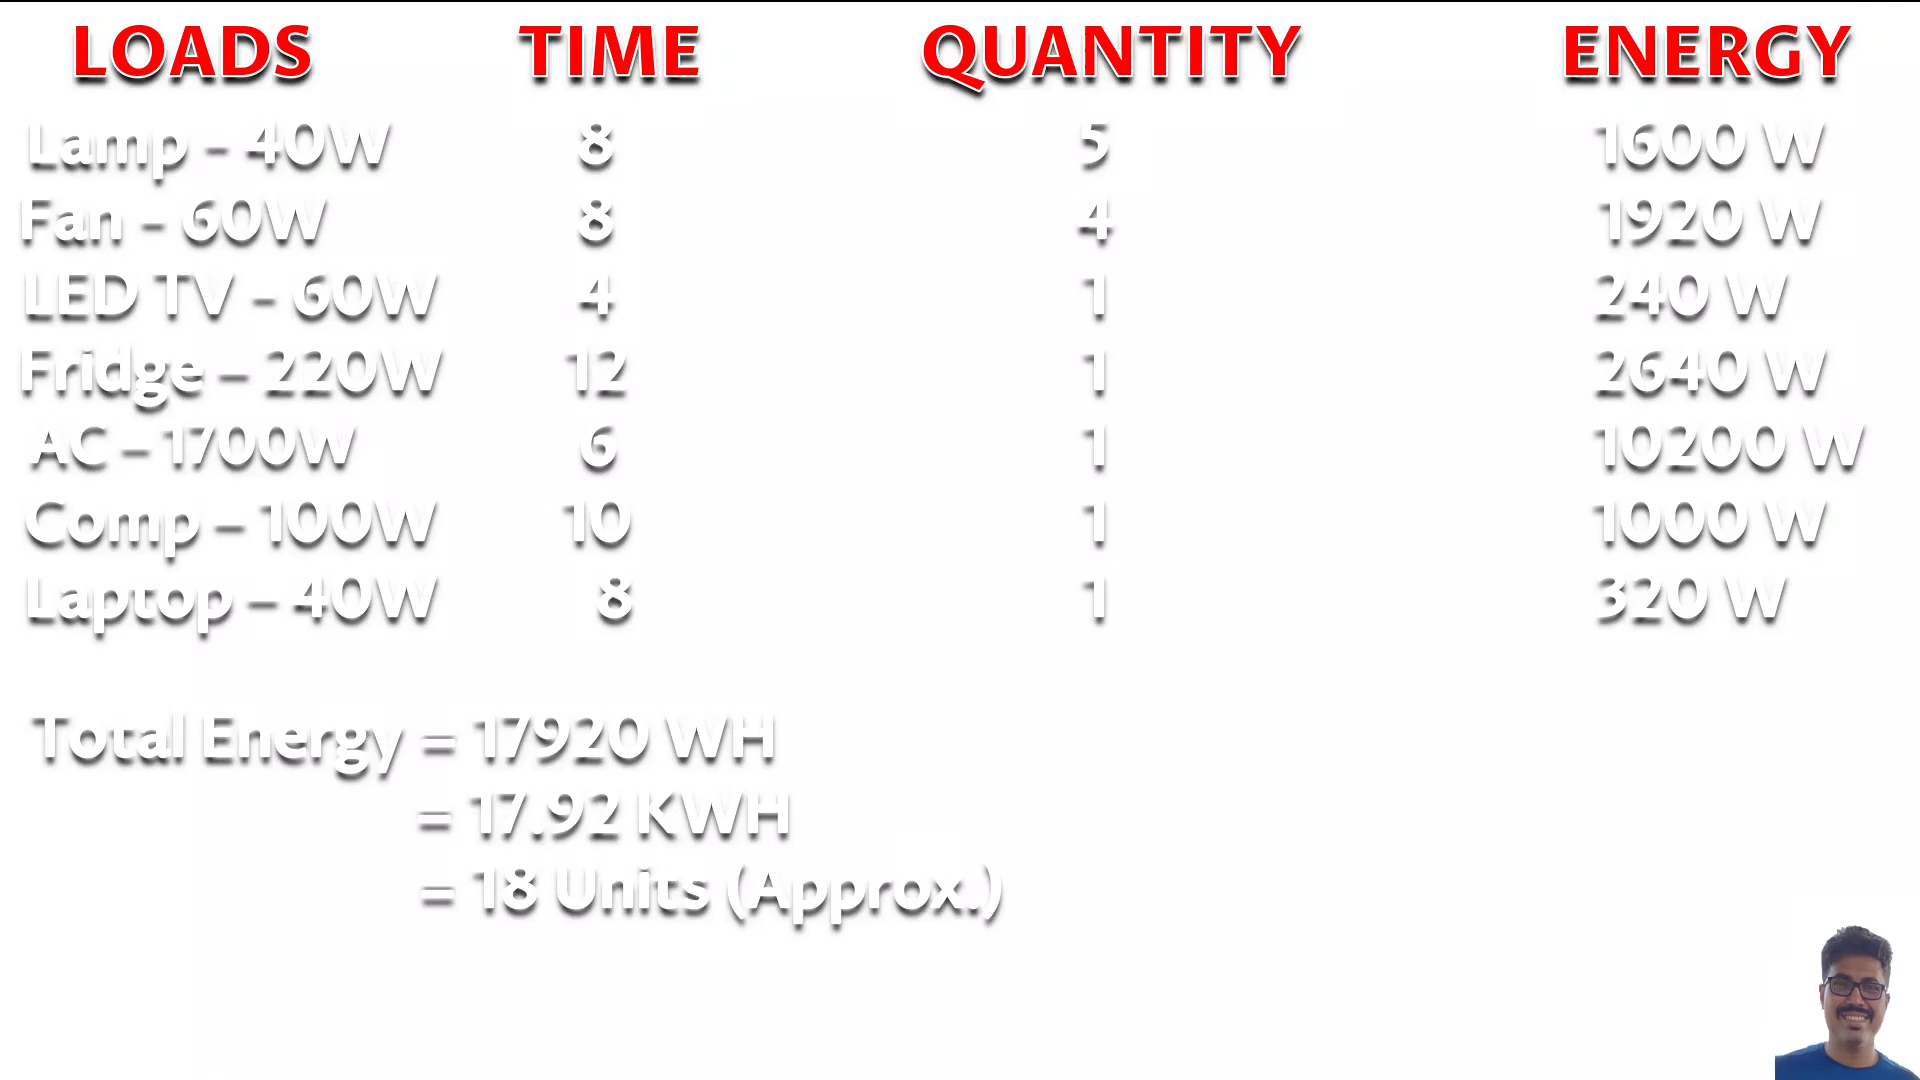 LOADS TIME QUANTITY ENERGY
Lamp - 40W 8 5 1600 W
Fan - 60W 8 4 1920 W
LED TV - 60W 4 1 240 W
Fridge – 220W 12 1 2640 W
AC – 1700W 6 1 10200 W
Comp – 100W 10 1 1000 W
Laptop – 40W 8 1 320 W
Total Energy = 17920 WH
= 17.92 KWH
= 18 Units (Approx.)